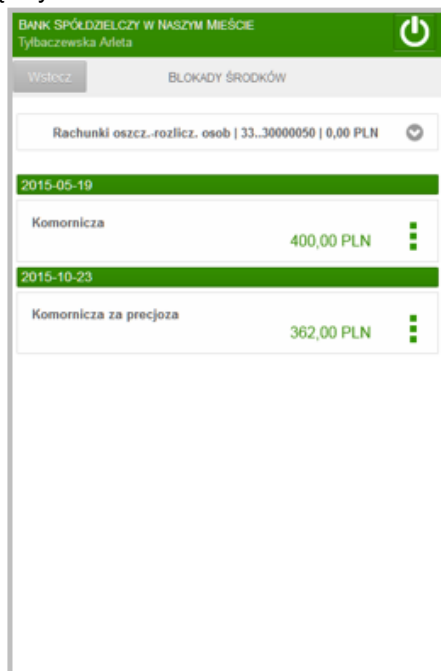 BANK SPÓŁDZIELCZY W NASZYM MIEŚCIE
Tyłbaczewska Arleta
Wstecz
BLOKADY ŚRODKÓW
Rachunki oszcz.-rozlicz. osob | 33..30000050 | 0,00 PLN
2015-05-19
Komornicza
400,00 PLN
2015-10-23
Komornicza za precjoza
362,00 PLN